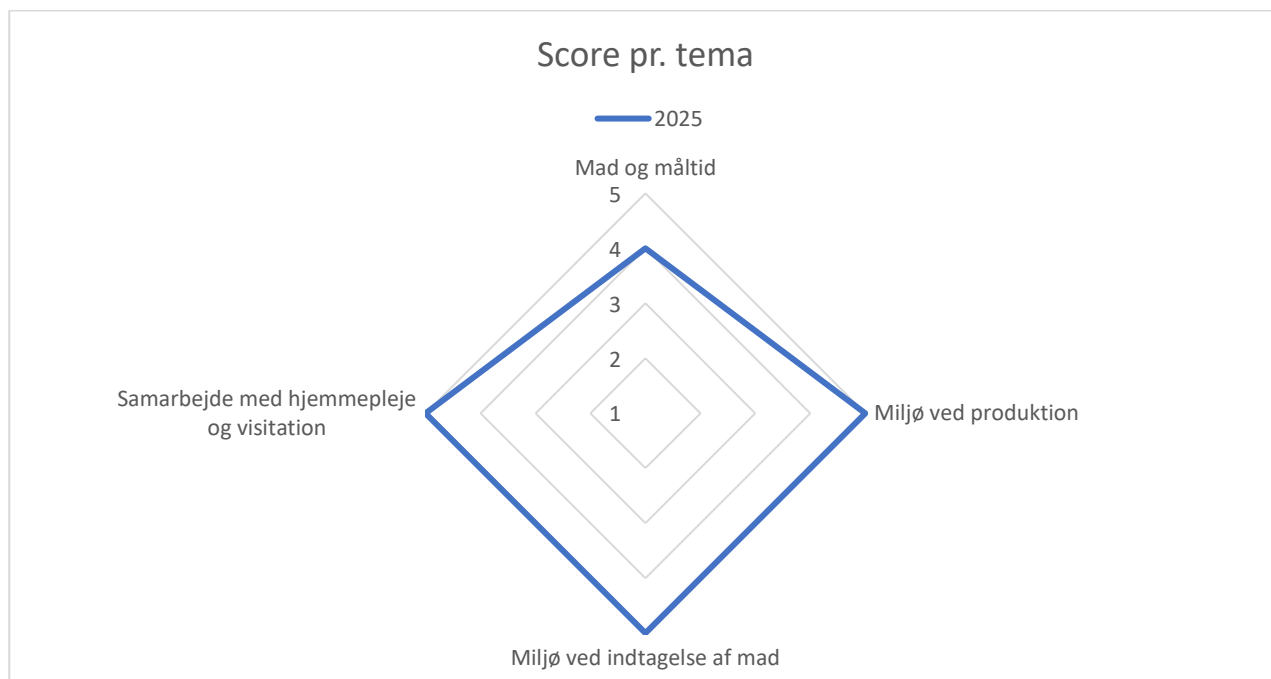 Score pr. tema
2025
Mad og måltid
5
4
3
2
1
Samarbejde med hjemmepleje
og visitation
Miljø ved produktion
Miljø ved indtagelse af mad